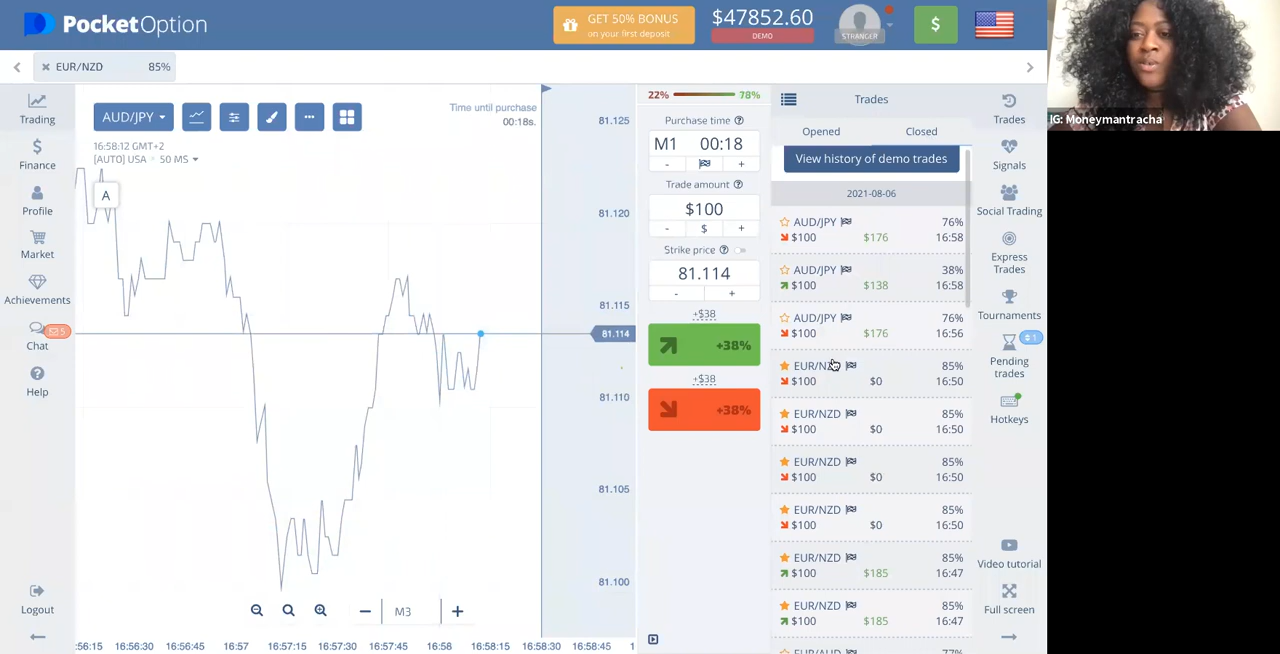 PocketOption
GET 50% BONUS
on your first deposit
$47852.60
DEMO
STRANGER
$
IG: Moneymantracha
EUR/NZD 85%
Trading
Finance
Profile
Market
Achievements
5
Chat
Help
Logout
AUD/JPY
16:58:12 GMT+2
[AUTO] USA 50 MS
A
Time until purchase
00:18s.
81.125
81.120
81.115
81.114
81.110
81.105
81.100
M3
:56:15 16:56:30 16:56:45 16:57 16:57:15 16:57:30 16:57:45 16:58 16:58:15 16:58:30 16:58:45 1
22% 78%
Purchase time
M1 00:18
- +
Trade amount
$100
- $ +
Strike price
81.114
- +
+$38
+38%
+$38
+38%
Trades
Opened Closed
View history of demo trades
2021-08-06
AUD/JPY 76%
$100 $176 16:58
AUD/JPY 38%
$100 $138 16:58
AUD/JPY 76%
$100 $176 16:56
EUR/NZD 85%
$100 $0 16:50
EUR/NZD 85%
$100 $0 16:50
EUR/NZD 85%
$100 $0 16:50
EUR/NZD 85%
$100 $0 16:50
EUR/NZD 85%
$100 $185 16:47
EUR/NZD 85%
$100 $185 16:47
EUR/AUD 77%
Trades
Signals
Social Trading
Express
Trades
Tournaments
1
Pending
trades
Hotkeys
Video tutorial
Full screen